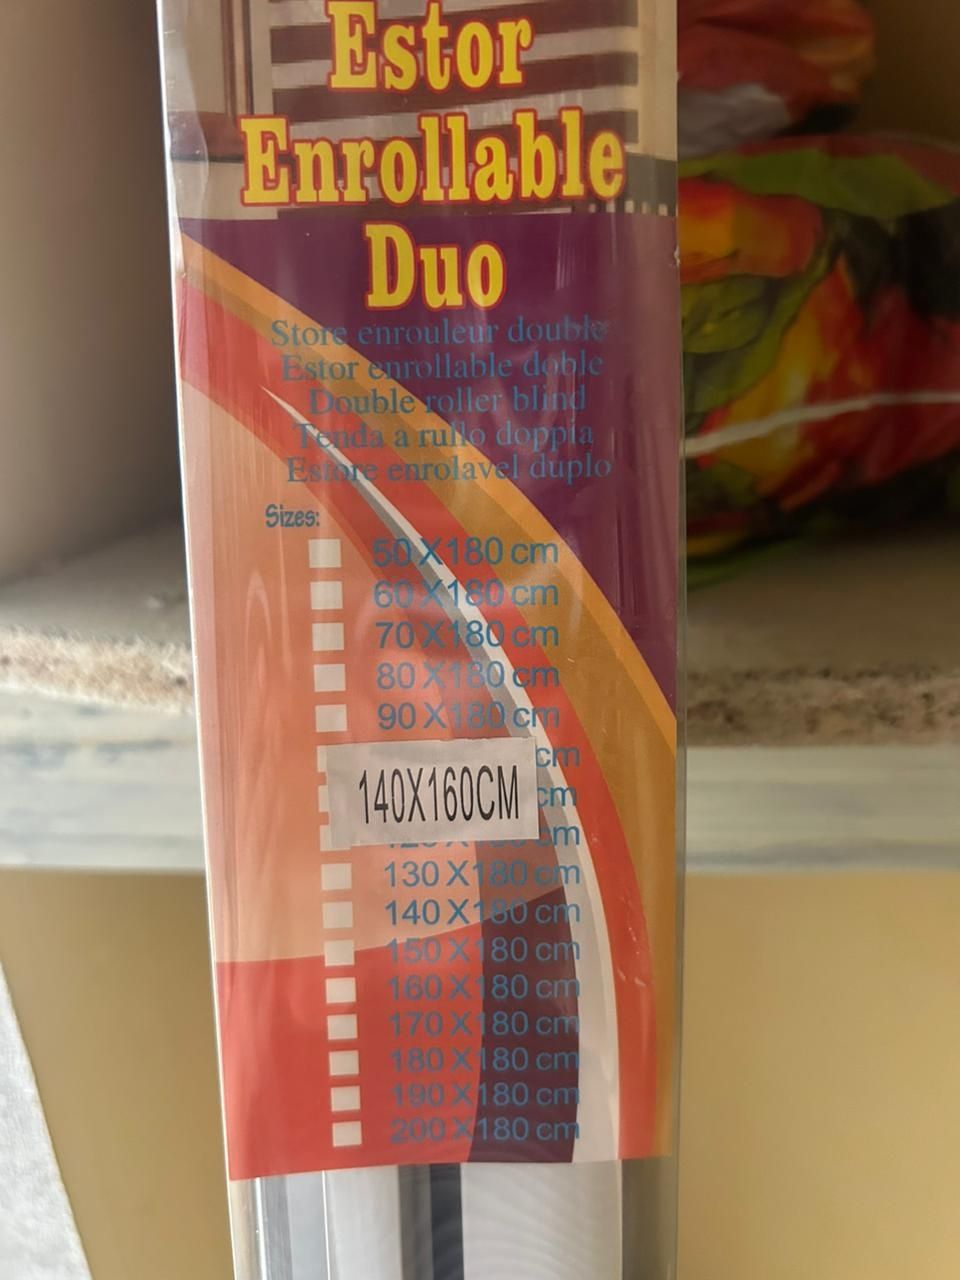 Estor
Enrollable
Duo
Store enrouleur double
Estor enrollable doble
Double roller blind
Tenda a rullo doppia
Estore enrolavel duplo
Sizes:
50 X 180 cm
60 X 180 cm
70 X 180 cm
80 X 180 cm
90 X 180 cm
cm
140X160CM
cm
cm
130 X 180 cm
140 X 180 cm
150 X 180 cm
160 X 180 cm
170 X 180 cm
180 X 180 cm
190 X 180 cm
200 X 180 cm